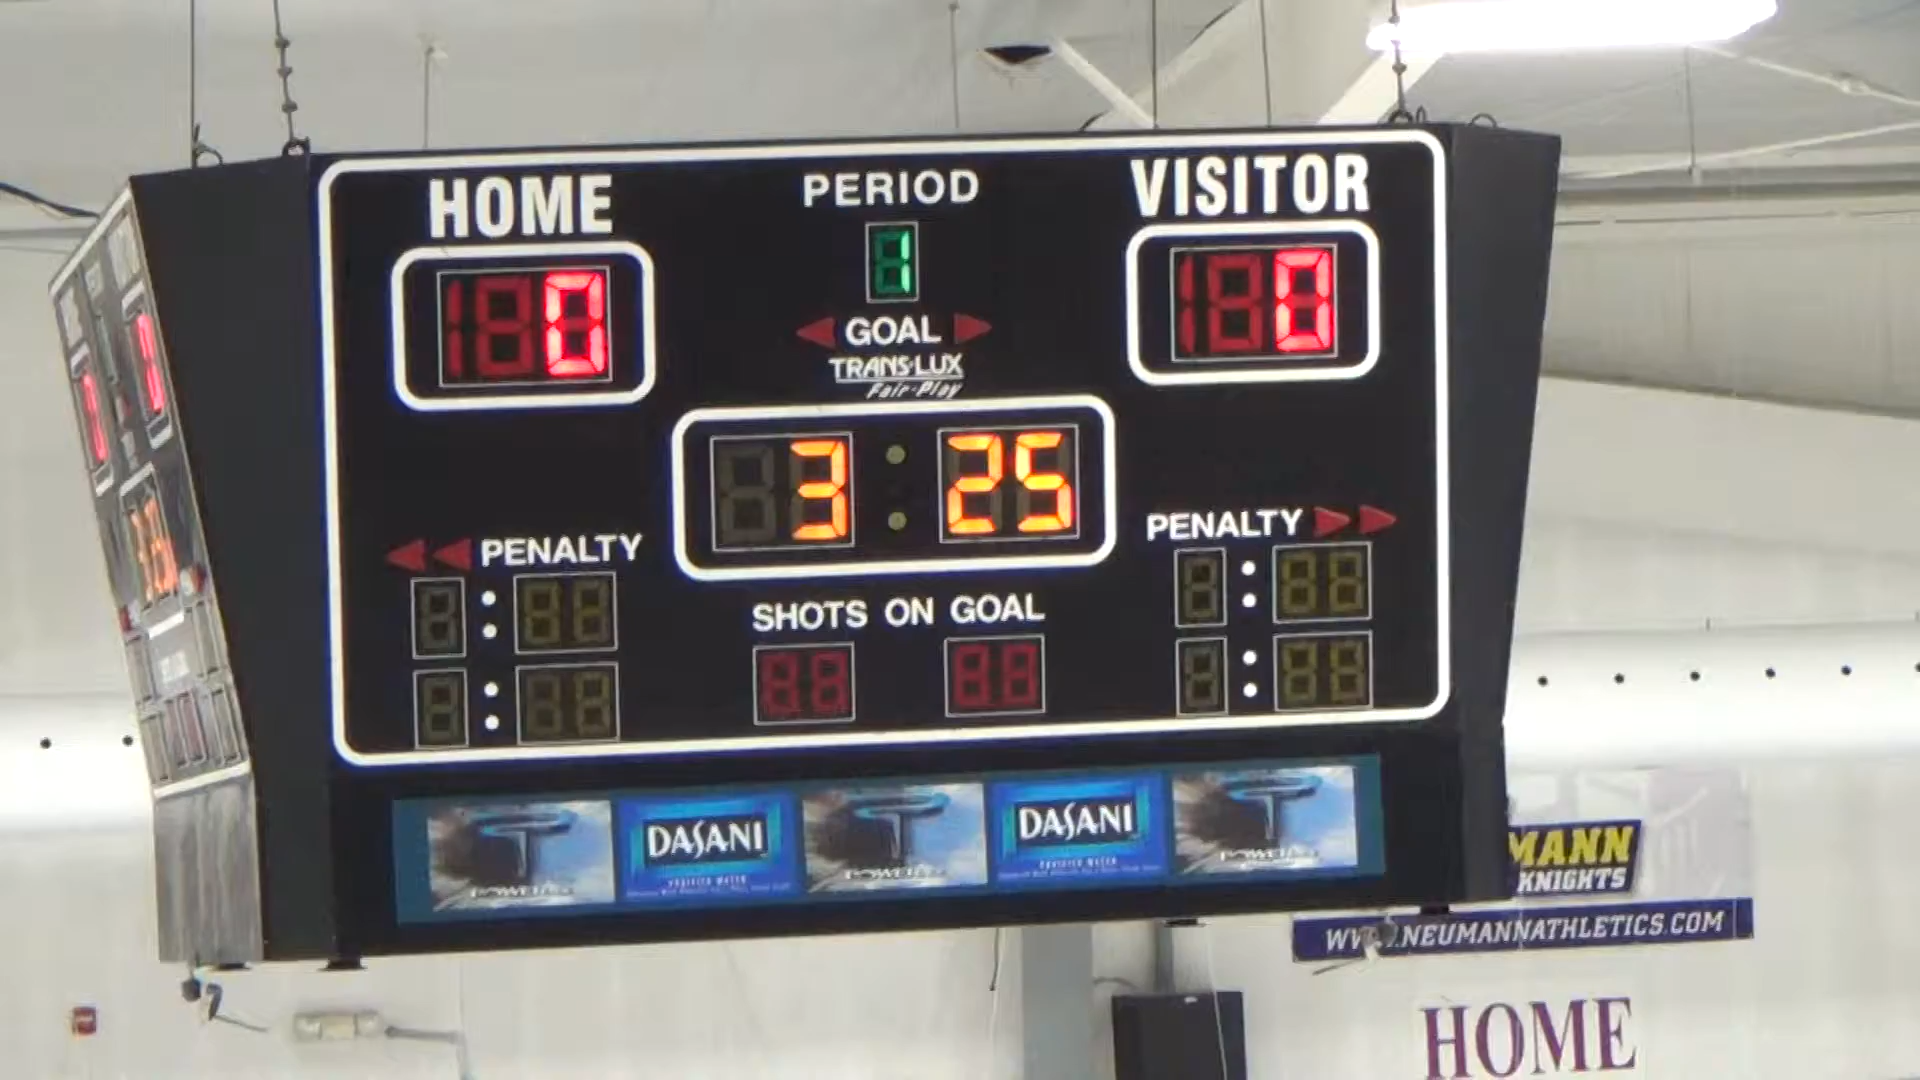 HOME
PERIOD
VISITOR
0
1
0
GOAL
TRANS-LUX
Fair-Play
3 25
PENALTY
PENALTY
SHOTS ON GOAL
DASANI
DASANI
MANN
KNIGHTS
NEUMANNATHLETICS.COM
HOME